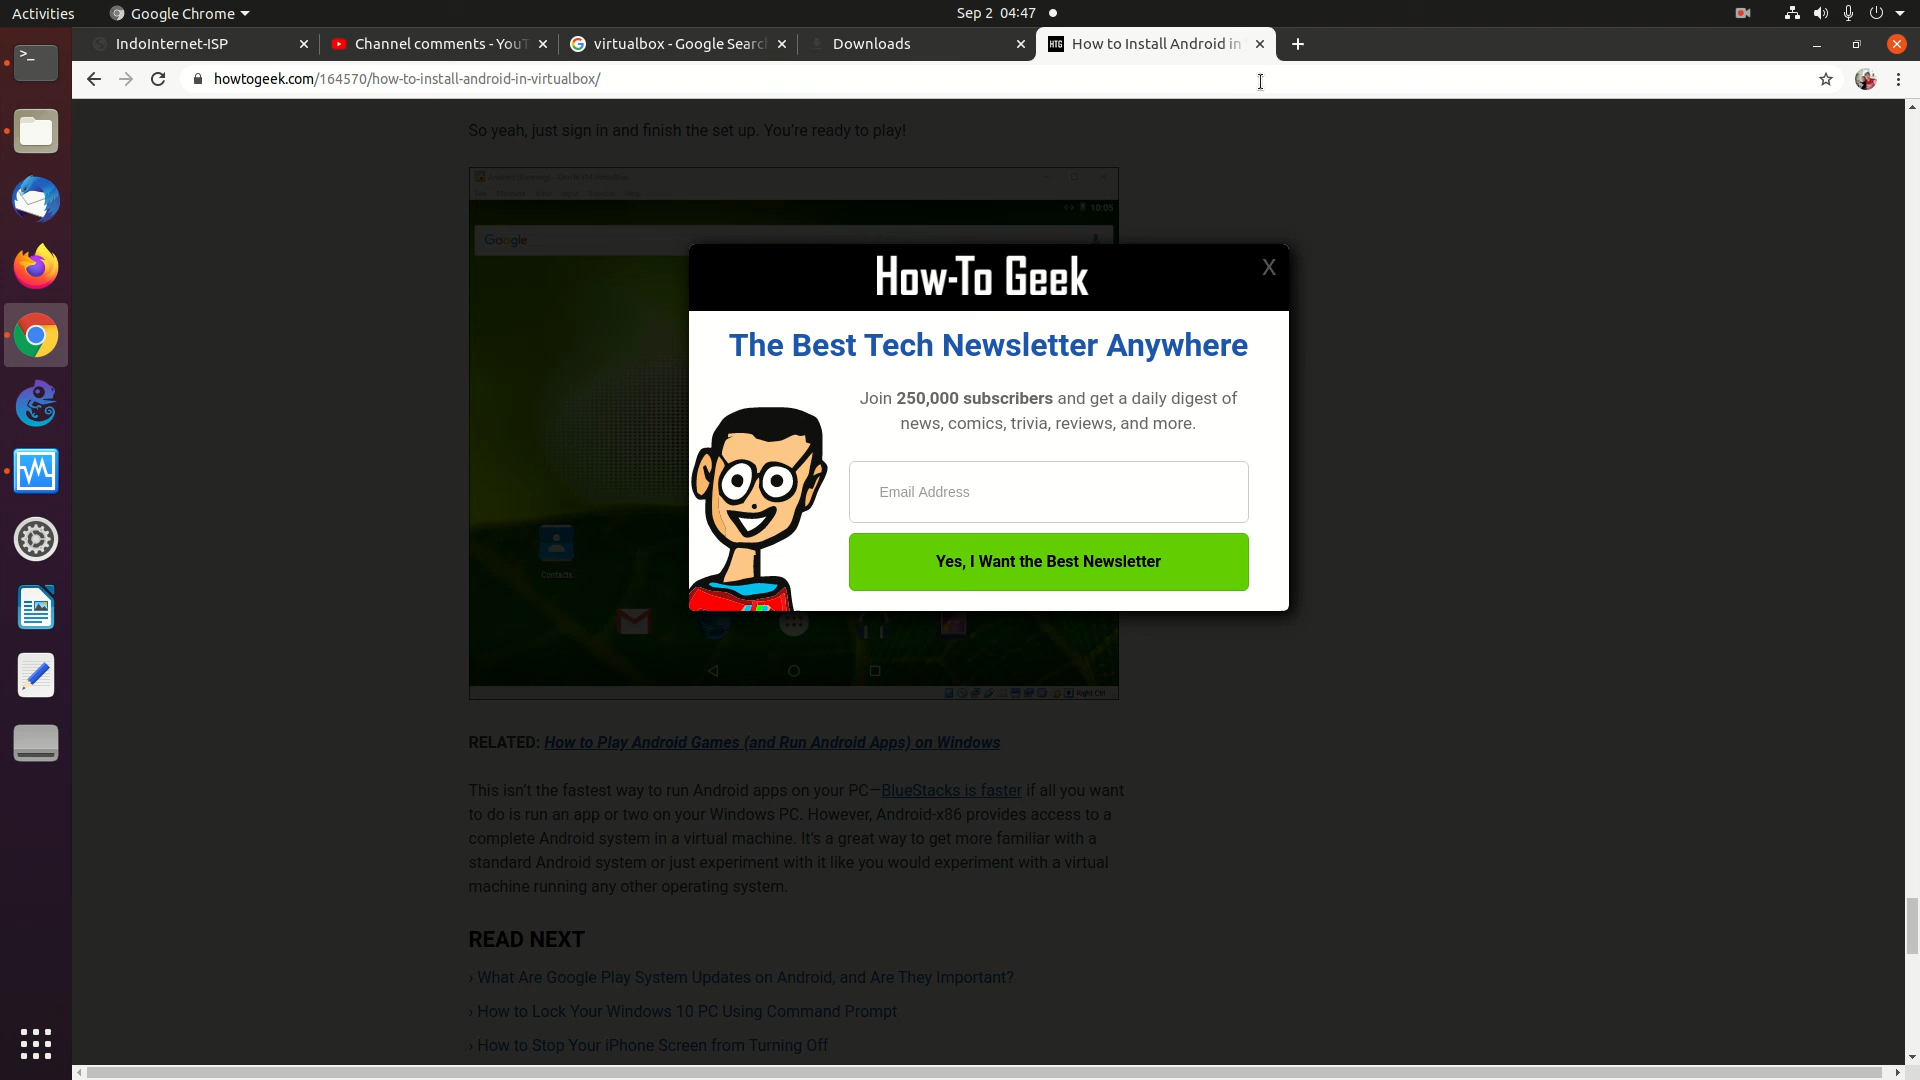 Activities
Google Chrome
Sep 2 04:47
IndoInternet-ISP
Channel comments - YouT
virtualbox - Google Searc
Downloads
HTG
How to Install Android in
howtogeek.com/164570/how-to-install-android-in-virtualbox/
So yeah, just sign in and finish the set up. You're ready to play!
10:05
Google
How-To Geek
X
The Best Tech Newsletter Anywhere
Join 250,000 subscribers and get a daily digest of
news, comics, trivia, reviews, and more.
Email Address
Yes, I Want the Best Newsletter
Contacts
Right Ctrl
RELATED: How to Play Android Games (and Run Android Apps) on Windows
This isn't the fastest way to run Android apps on your PC—BlueStacks is faster if all you want
to do is run an app or two on your Windows PC. However, Android-x86 provides access to a
complete Android system in a virtual machine. It's a great way to get more familiar with a
standard Android system or just experiment with it like you would experiment with a virtual
machine running any other operating system.
READ NEXT
› What Are Google Play System Updates on Android, and Are They Important?
› How to Lock Your Windows 10 PC Using Command Prompt
› How to Stop Your iPhone Screen from Turning Off